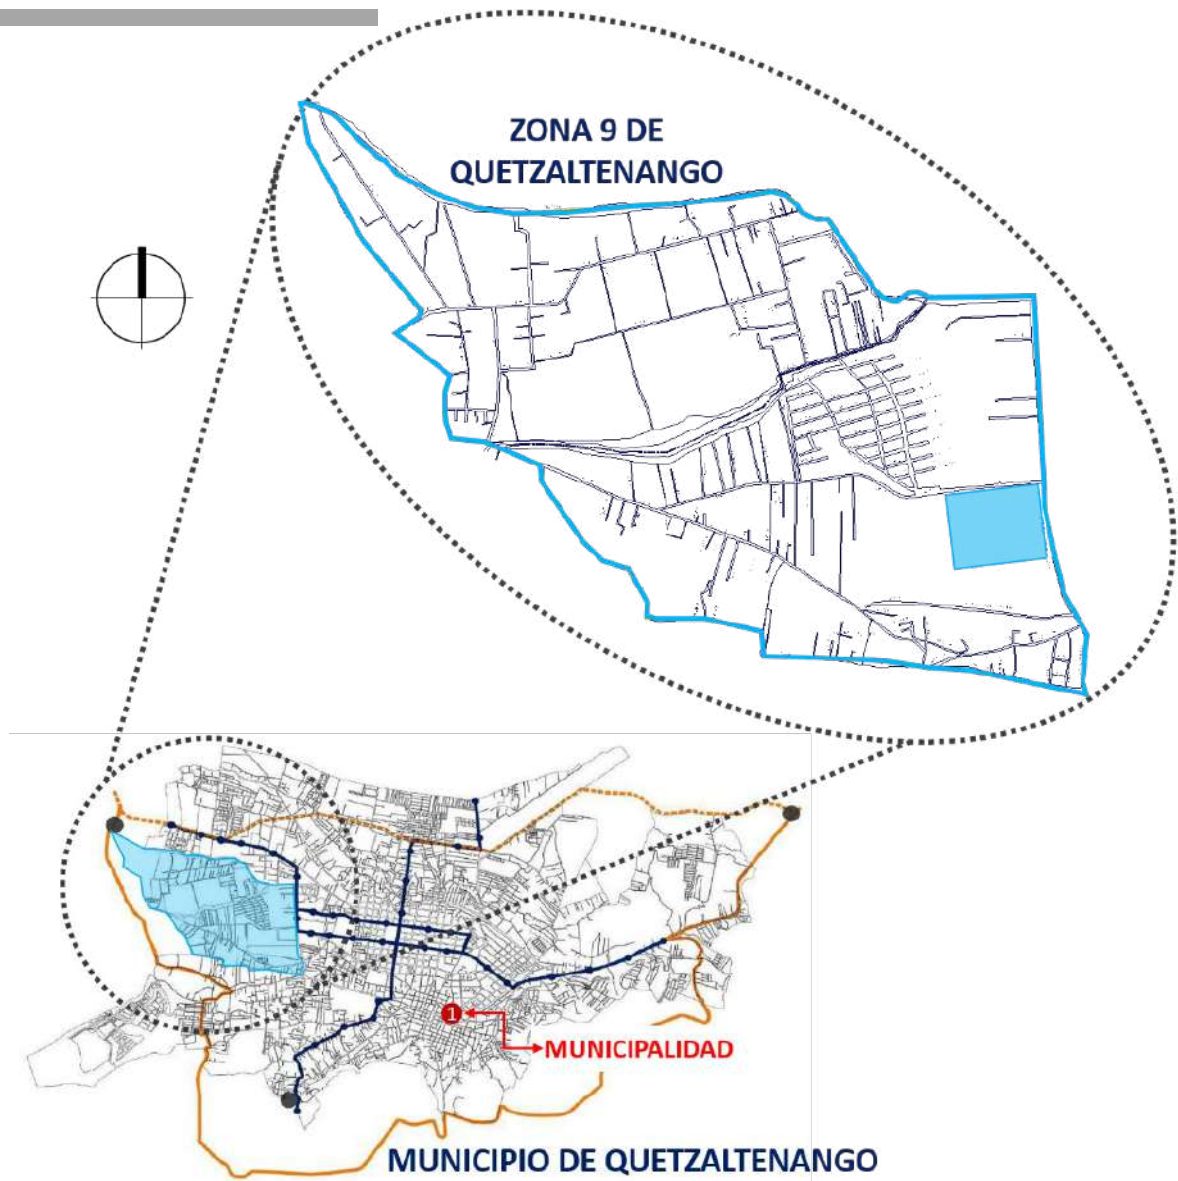 ZONA 9 DE
QUETZALTENANGO
1
MUNICIPALIDAD
MUNICIPIO DE QUETZALTENANGO